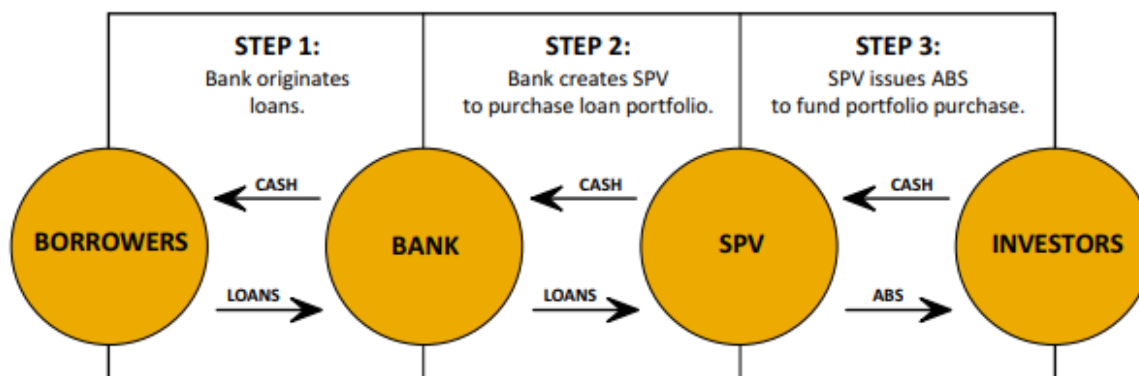 STEP 1:
Bank originates
loans.
STEP 2:
Bank creates SPV
to purchase loan portfolio.
STEP 3:
SPV issues ABS
to fund portfolio purchase.
CASH
CASH
CASH
BORROWERS
BANK
SPV
INVESTORS
LOANS
LOANS
ABS